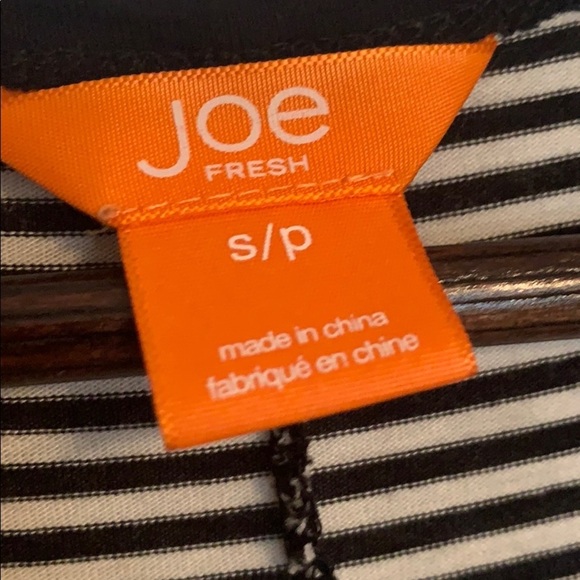 Joe
FRESH
s/p
made in china
fabriqué en chine